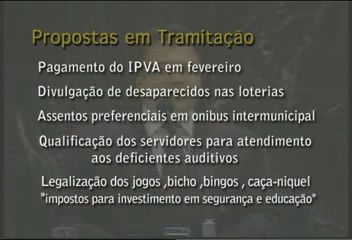 Propostas em Tramitação
Pagamento do IPVA em fevereiro
Divulgação de desaparecidos nas loterias
Assentos preferenciais em onibus intermunicipal
Qualificação dos servidores para atendimento
aos deficientes auditivos
Legalização dos jogos ,bicho ,bingos ,caça-niquel
"impostos para investimento em segurança e educação"